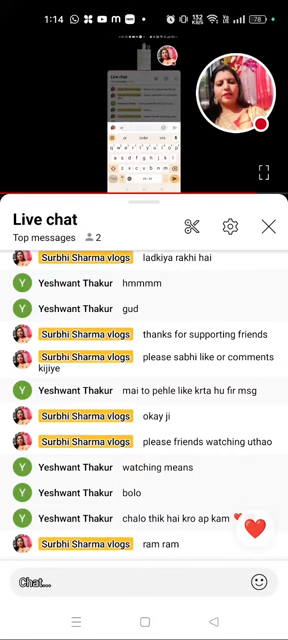 1:14
78
Live chat
Live chat
Top messages 2
Surbhi Sharma vlogs ladkiya rakhi hai
Y Yeshwant Thakur hmmmm
Y Yeshwant Thakur gud
Surbhi Sharma vlogs thanks for supporting friends
Surbhi Sharma vlogs please sabhi like or comments
kijiye
Y Yeshwant Thakur mai to pehle like krta hu fir msg
Surbhi Sharma vlogs okay ji
Surbhi Sharma vlogs please friends watching uthao
Y Yeshwant Thakur watching means
Y Yeshwant Thakur bolo
Y Yeshwant Thakur chalo thik hai kro ap kam
Surbhi Sharma vlogs ram ram
Chat...